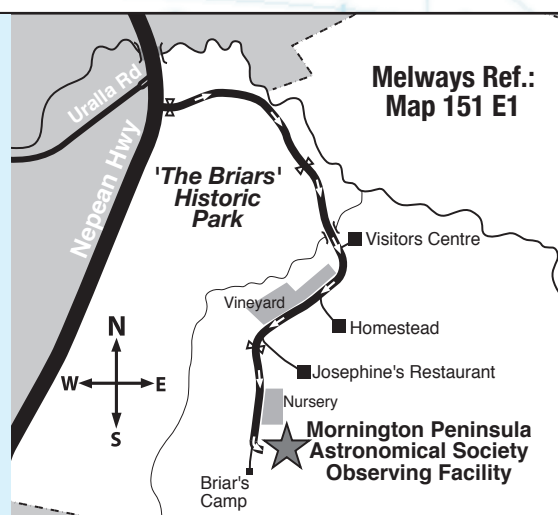 Uralla Rd
Nepean Hwy
Melways Ref.:
Map 151 E1
'The Briars'
Historic
Park
Visitors Centre
Vineyard
Homestead
N
W
E
S
Josephine's Restaurant
Nursery
Mornington Peninsula
Astronomical Society
Observing Facility
Briar's
Camp